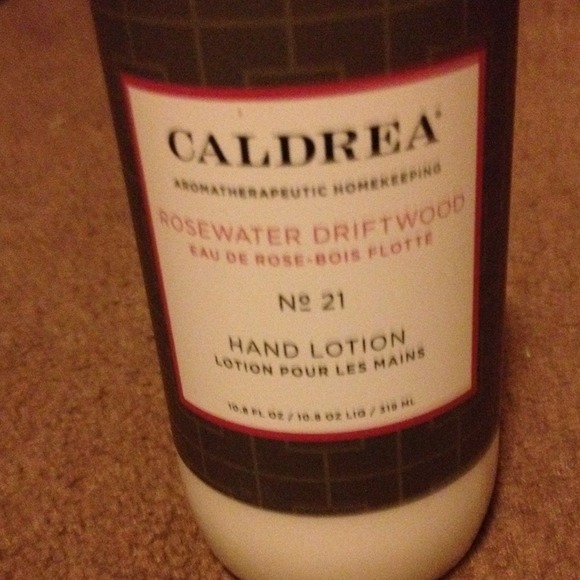 CALDREA
AROMATHERAPEUTIC HOMEKEEPING
ROSEWATER DRIFTWOOD
EAU DE ROSE-BOIS FLOTTÉ
Nº 21
HAND LOTION
LOTION POUR LES MAINS
10.8 FL OZ / 10.8 OZ LIQ / 319 ML